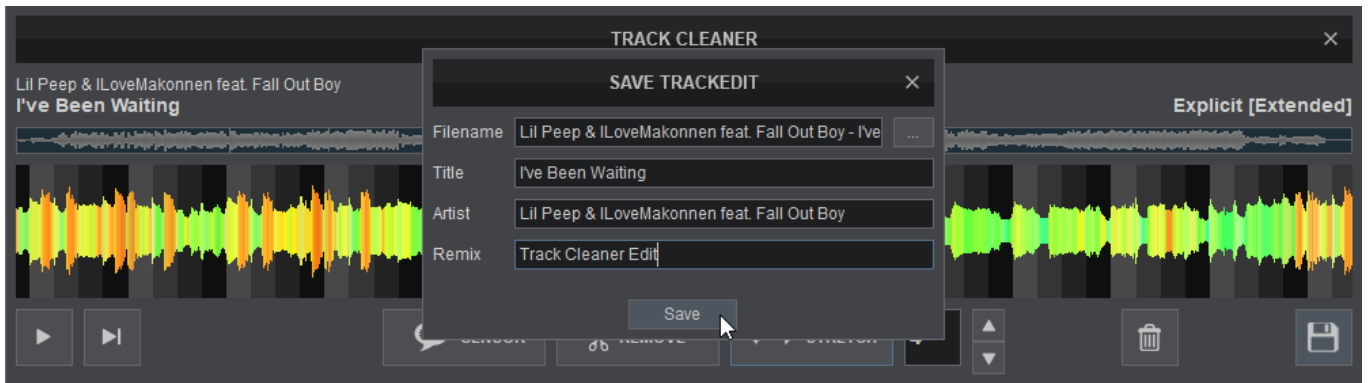 TRACK CLEANER
Lil Peep & ILoveMakonnen feat. Fall Out Boy
I've Been Waiting
Explicit [Extended]
SAVE TRACKEDIT
Filename Lil Peep & ILoveMakonnen feat. Fall Out Boy - I've ...
Title I've Been Waiting
Artist Lil Peep & ILoveMakonnen feat. Fall Out Boy
Remix Track Cleaner Edit
Save